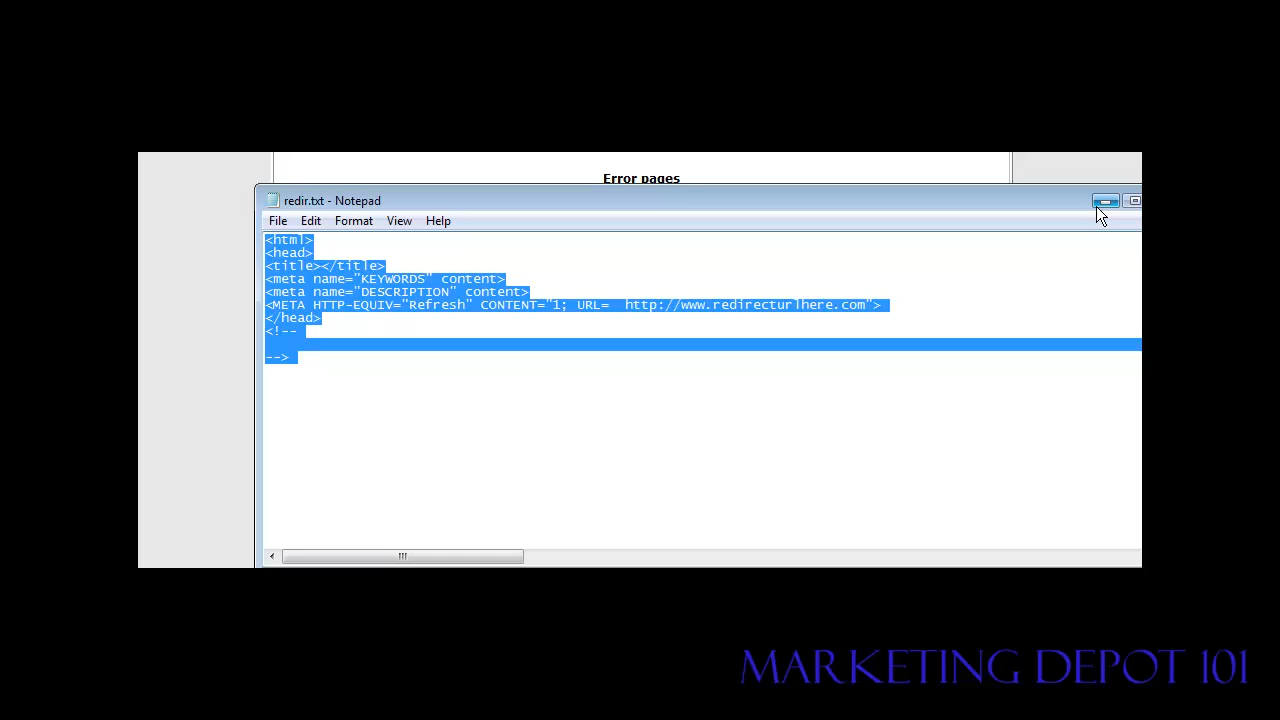 Error pages
redir.txt - Notepad
File Edit Format View Help
<html>
<head>
<title></title>
<meta name="KEYWORDS" content>
<meta name="DESCRIPTION" content>
<META HTTP-EQUIV="Refresh" CONTENT="1; URL=  http://www.redirecturlhere.com">
</head>
<!--
-->
MARKETING DEPOT 101